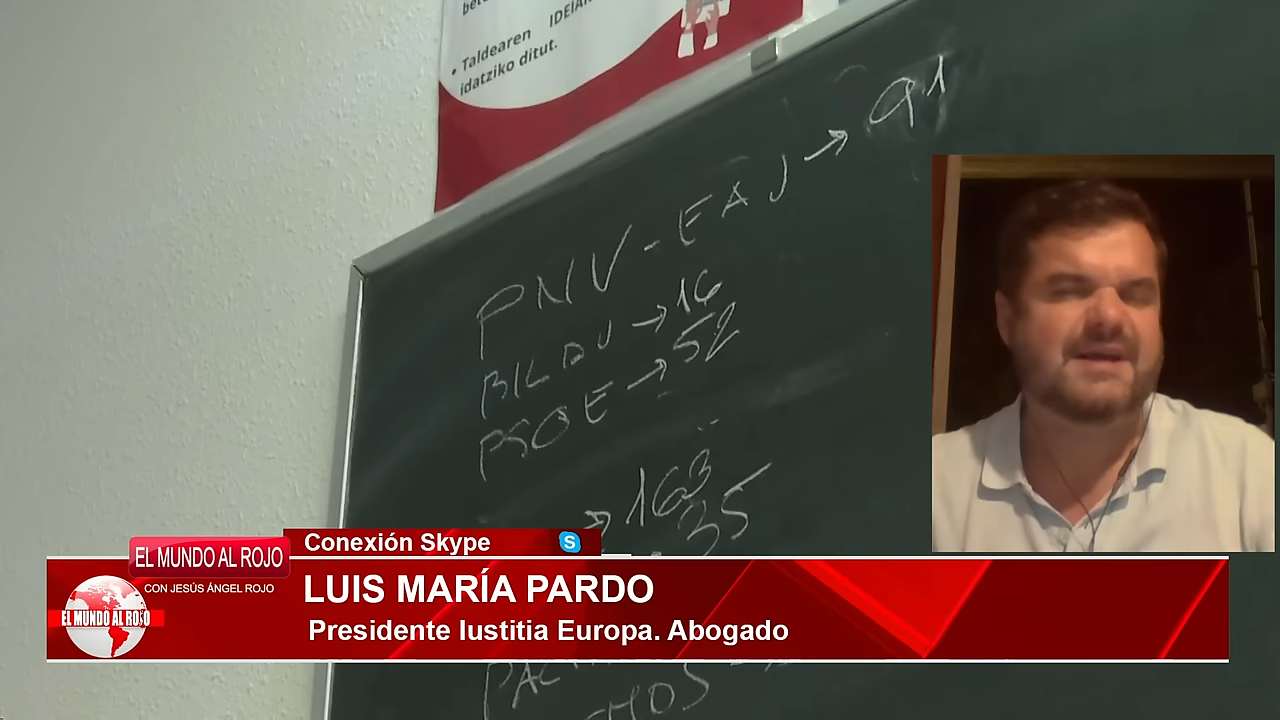 IDEIAK
• Taldearen
idatziko ditut.
PNV-EAJ → 91
BILDU → 16
PSOE → 52
→ 163
35
Conexión Skype
EL MUNDO AL ROJO
CON JESÚS ÁNGEL ROJO
EL MUNDO AL ROJO
LUIS MARÍA PARDO
Presidente Iustitia Europa. Abogado